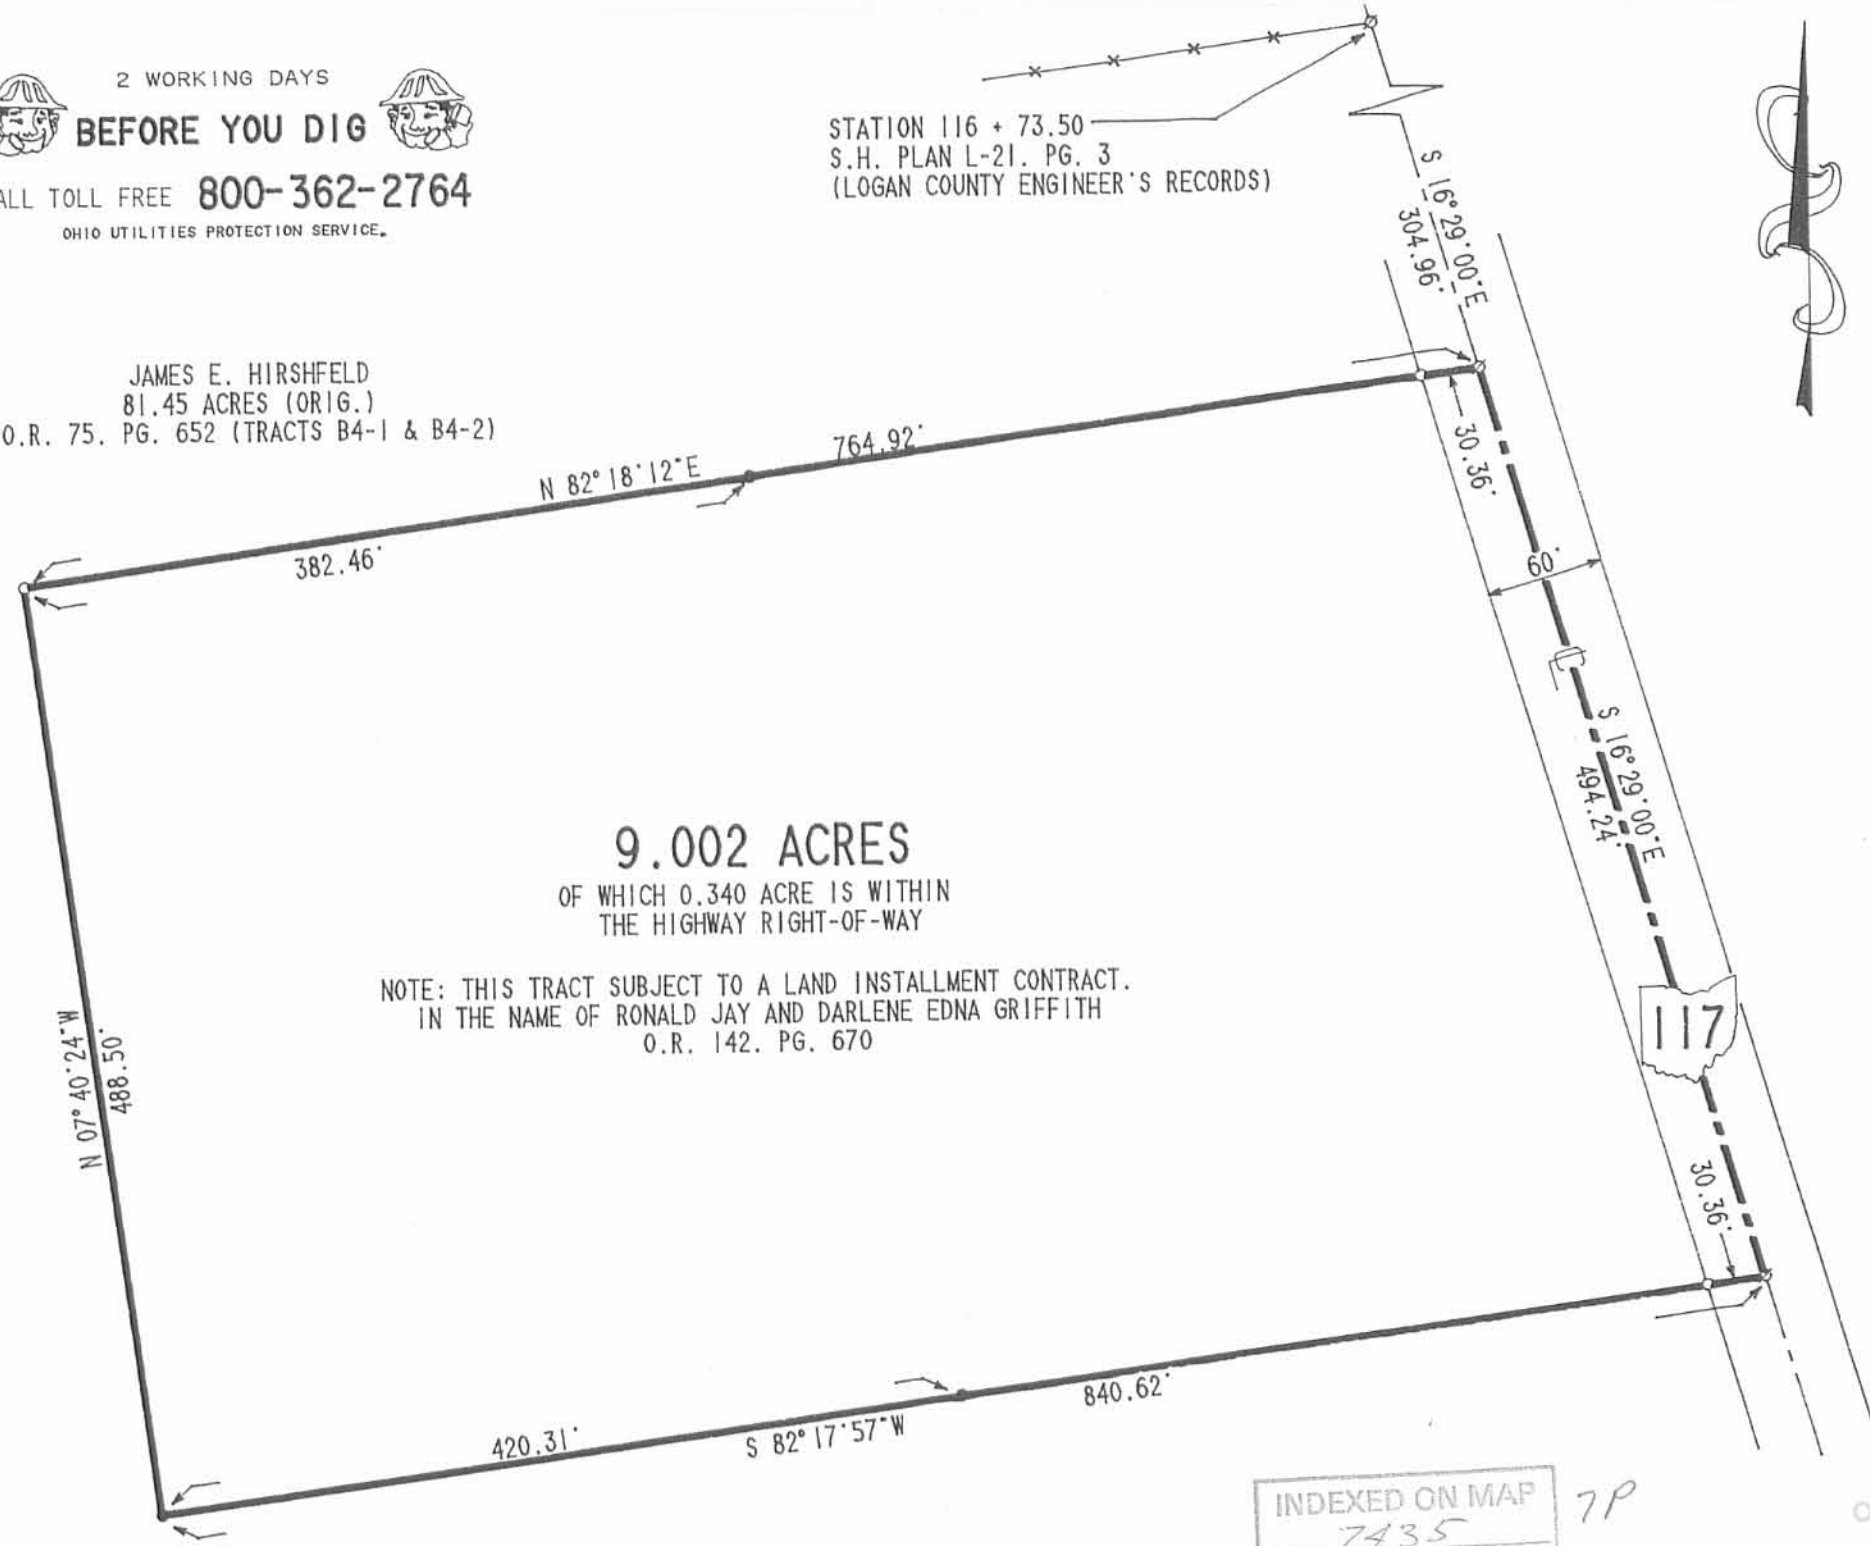 2 WORKING DAYS
BEFORE YOU DIG
ALL TOLL FREE 800-362-2764
OHIO UTILITIES PROTECTION SERVICE.
STATION 116 + 73.50
S.H. PLAN L-21. PG. 3
(LOGAN COUNTY ENGINEER'S RECORDS)
S 16°29'00"E
304.96'
JAMES E. HIRSHFELD
81.45 ACRES (ORIG.)
O.R. 75. PG. 652 (TRACTS B4-1 & B4-2)
N 82°18'12"E
764.92'
382.46'
30.36'
60'
S 16°29'00"E
494.24'
9.002 ACRES
OF WHICH 0.340 ACRE IS WITHIN
THE HIGHWAY RIGHT-OF-WAY
NOTE: THIS TRACT SUBJECT TO A LAND INSTALLMENT CONTRACT.
IN THE NAME OF RONALD JAY AND DARLENE EDNA GRIFFITH
O.R. 142. PG. 670
N 07°40'24"W
488.50'
117
30.36'
840.62'
420.31'
S 82°17'57"W
INDEXED ON MAP
7435
7P